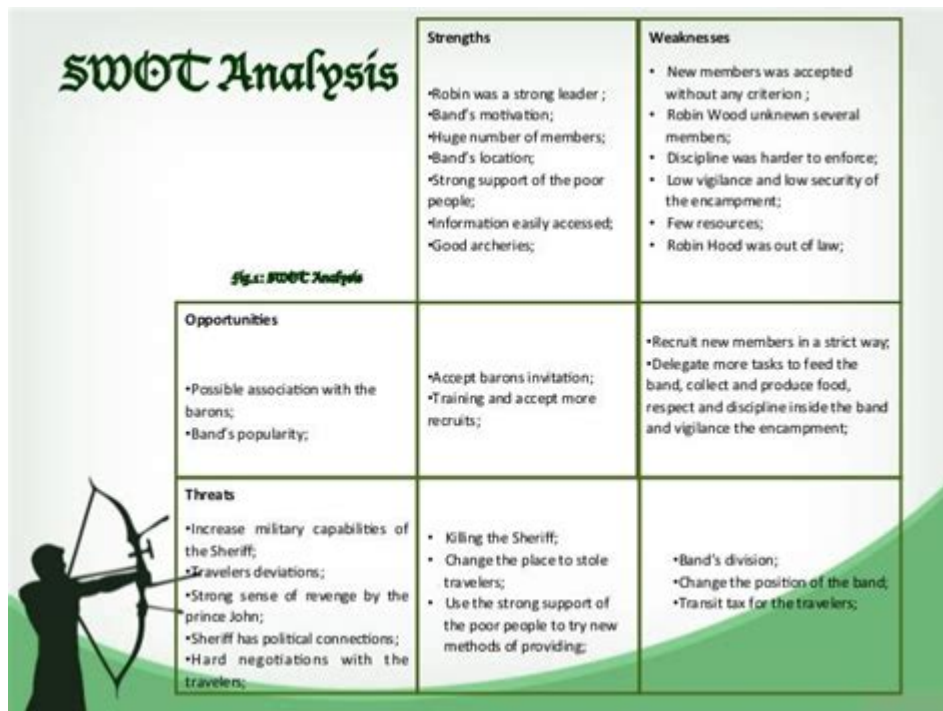 SWOT Analysis
Strengths
•Robin was a strong leader ;
•Band's motivation;
•Huge number of members;
•Band's location;
•Strong support of the poor
people;
•Information easily accessed;
•Good archeries;
Weaknesses
• New members was accepted
without any criterion ;
• Robin Wood unknewn several
members;
• Discipline was harder to enforce;
• Low vigilance and low security of
the encampment;
• Few resources;
• Robin Hood was out of law;
Fig.1: SWOT Analysis
Opportunities
•Possible association with the
barons;
•Band's popularity;
•Accept barons invitation;
•Training and accept more
recruits;
•Recruit new members in a strict way;
•Delegate more tasks to feed the
band, collect and produce food,
respect and discipline inside the band
and vigilance the encampment;
Threats
•Increase military capabilities of
the Sheriff;
•Travelers deviations;
•Strong sense of revenge by the
prince John;
•Sheriff has political connections;
•Hard negotiations with the
travelers;
• Killing the Sheriff;
• Change the place to stole
travelers;
• Use the strong support of
the poor people to try new
methods of providing;
•Band's division;
•Change the position of the band;
•Transit tax for the travelers;